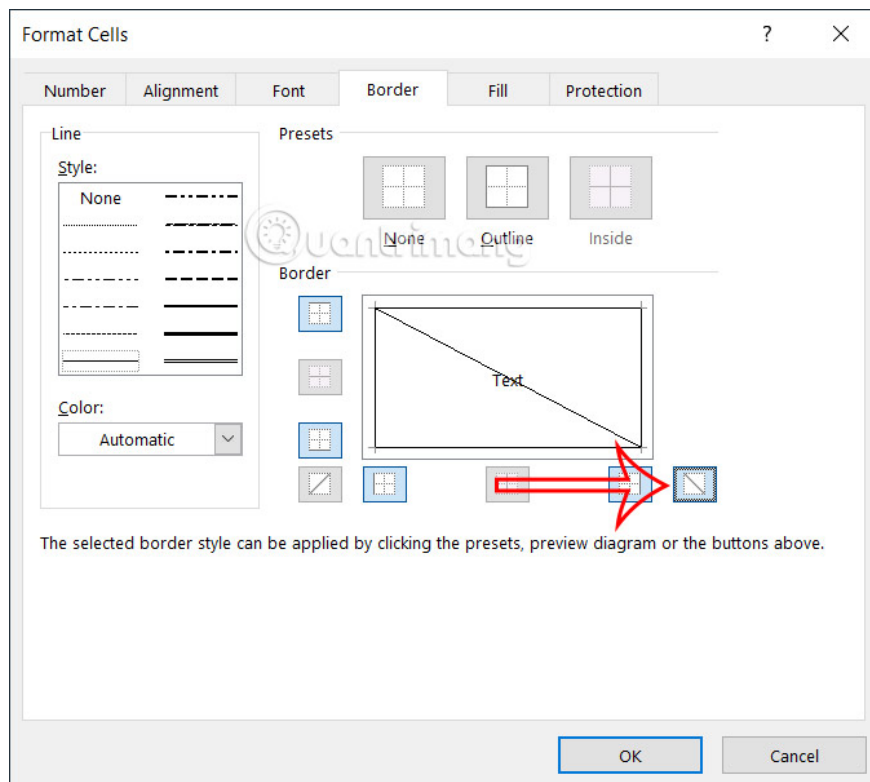 Format Cells
?
Number Alignment Font Border Fill Protection
Line
Style:
None
Color:
Automatic
Presets
None Outline Inside
Quantrimang
Border
Text
The selected border style can be applied by clicking the presets, preview diagram or the buttons above.
OK Cancel